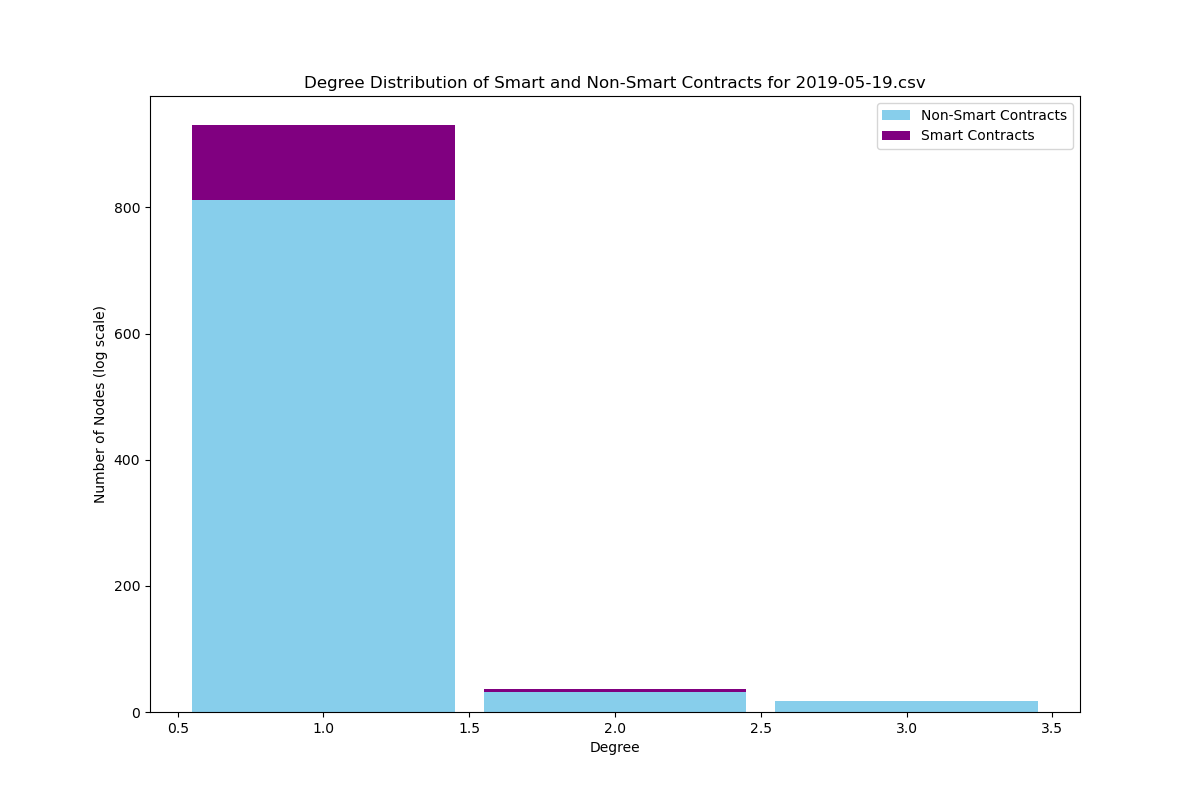 Degree Distribution of Smart and Non-Smart Contracts for 2019-05-19.csv
Non-Smart Contracts
Smart Contracts
Number of Nodes (log scale)
800
600
400
200
0
0.5 1.0 1.5 2.0 2.5 3.0 3.5
Degree